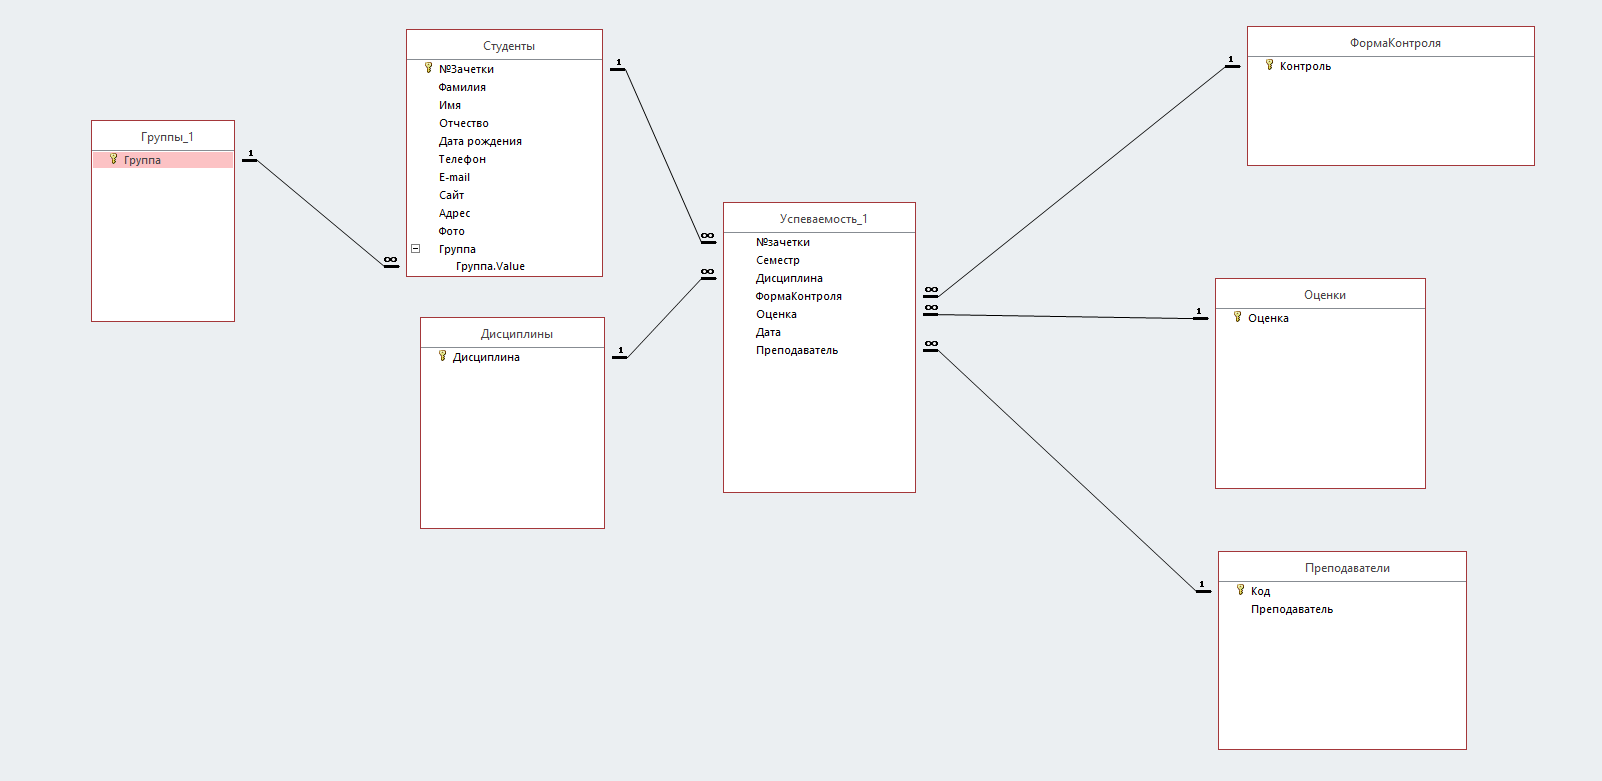 Группы_1
Группа
1
∞
Студенты
№Зачетки
Фамилия
Имя
Отчество
Дата рождения
Телефон
E-mail
Сайт
Адрес
Фото
Группа
Группа.Value
1
∞
Дисциплины
Дисциплина
1
∞
Успеваемость_1
№зачетки
Семестр
Дисциплина
ФормаКонтроля
Оценка
Дата
Преподаватель
∞
∞
∞
1
ФормаКонтроля
Контроль
1
Оценки
Оценка
1
Преподаватели
Код
Преподаватель